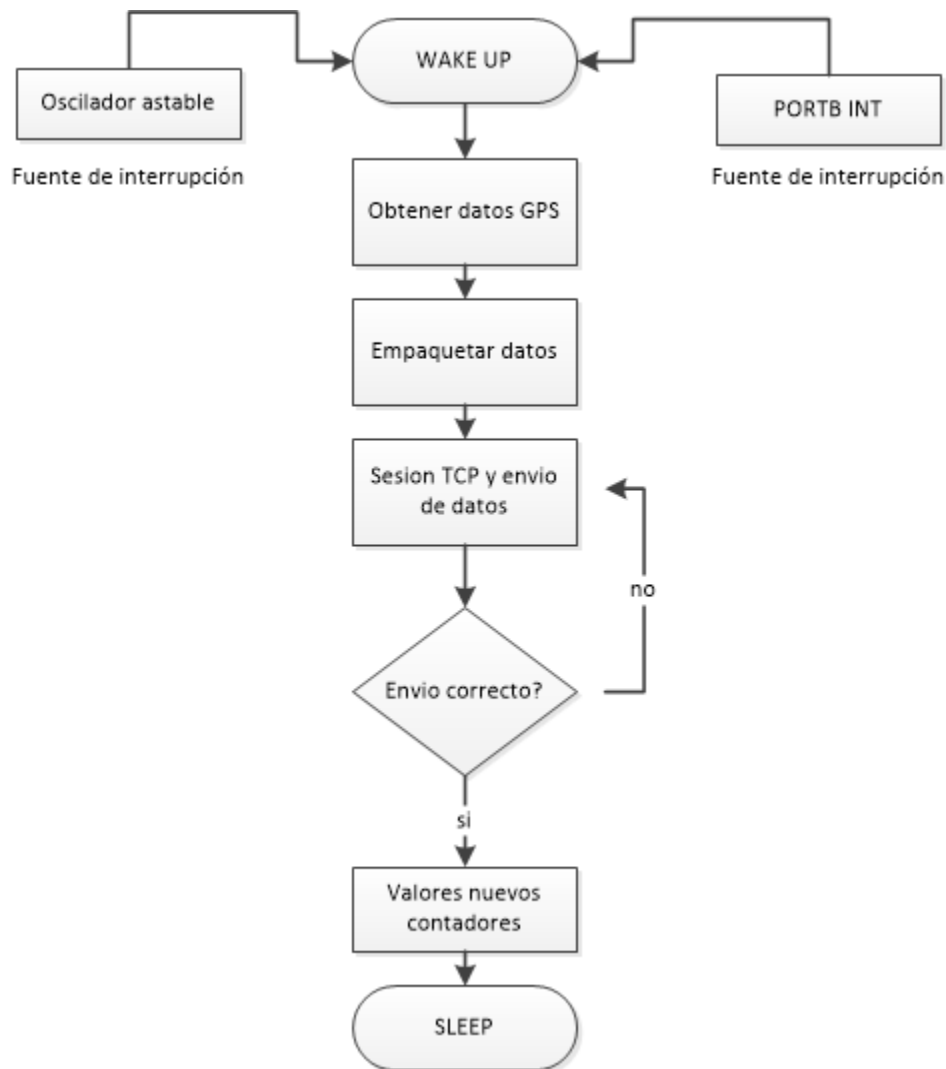 WAKE UP
Oscilador astable
PORTB INT
Fuente de interrupción
Fuente de interrupción
Obtener datos GPS
Empaquetar datos
Sesion TCP y envio
de datos
no
Envio correcto?
si
Valores nuevos
contadores
SLEEP